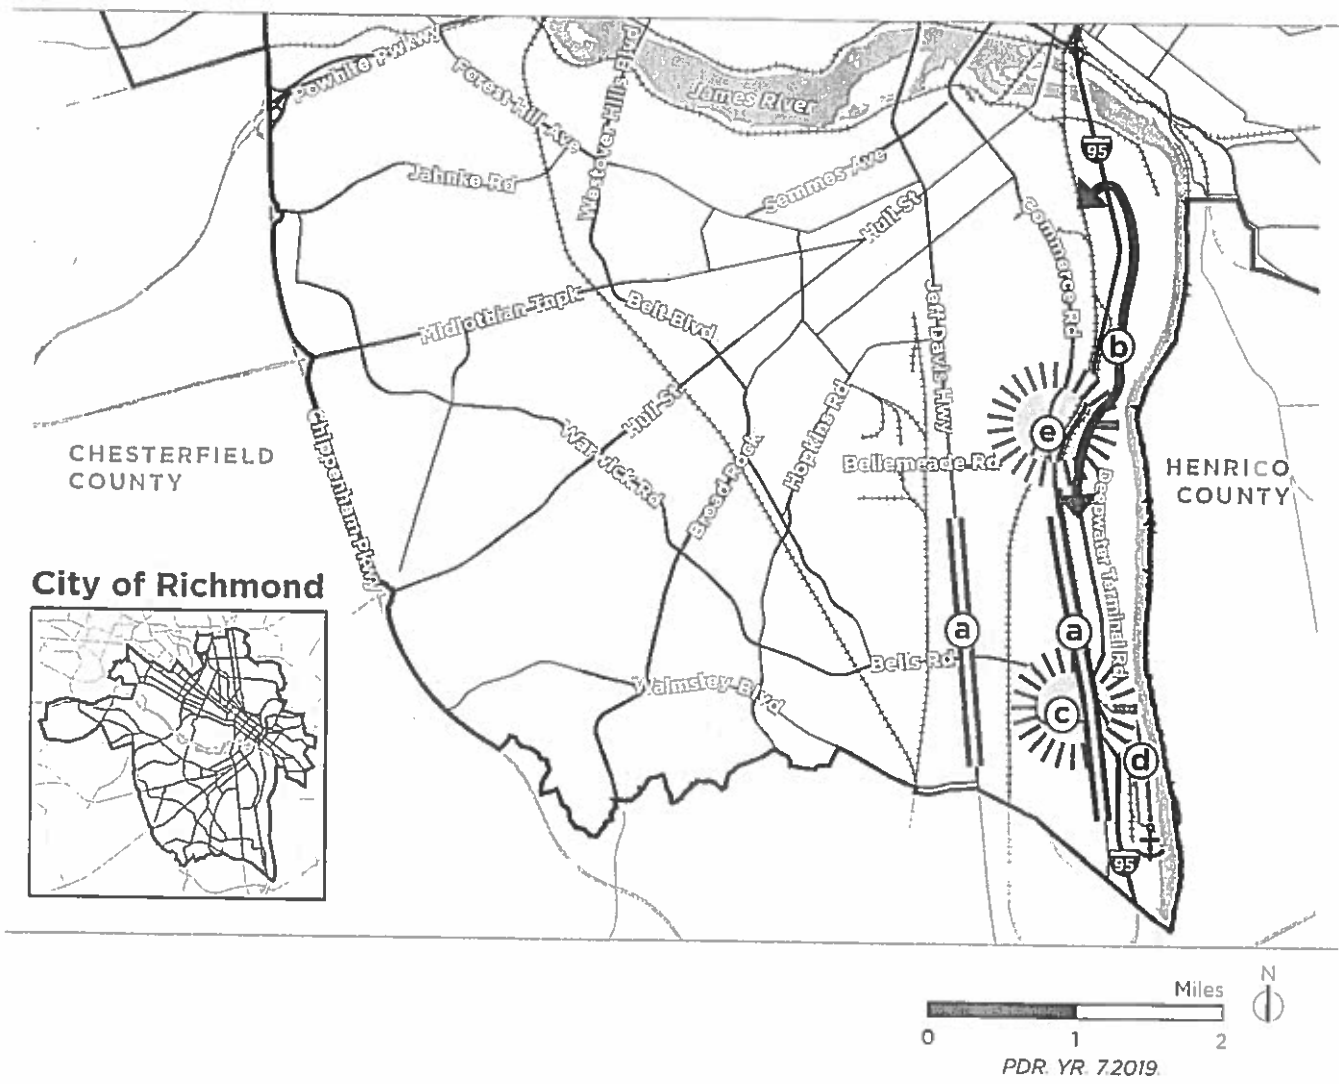 Powhite Pwkwy
Forest Hill Ave
Westover Hills Blvd
James River
95
Jahnke Rd
Semmes Ave
Hull St
Commerce Rd
Midlothian Tnpk
Belt Blvd
Jeff Davis Hwy
b
Chippenham Pkwy
Hull St
Hopkins Rd
e
Warwick Rd
Broad Rock
Bellemeade Rd
CHESTERFIELD
COUNTY
HENRICO
COUNTY
Deepwater Terminal Rd
City of Richmond
a
a
Bells Rd
Walmsley Blvd
c
d
95
Miles
N
0
1
2
PDR. YR. 7.2019.